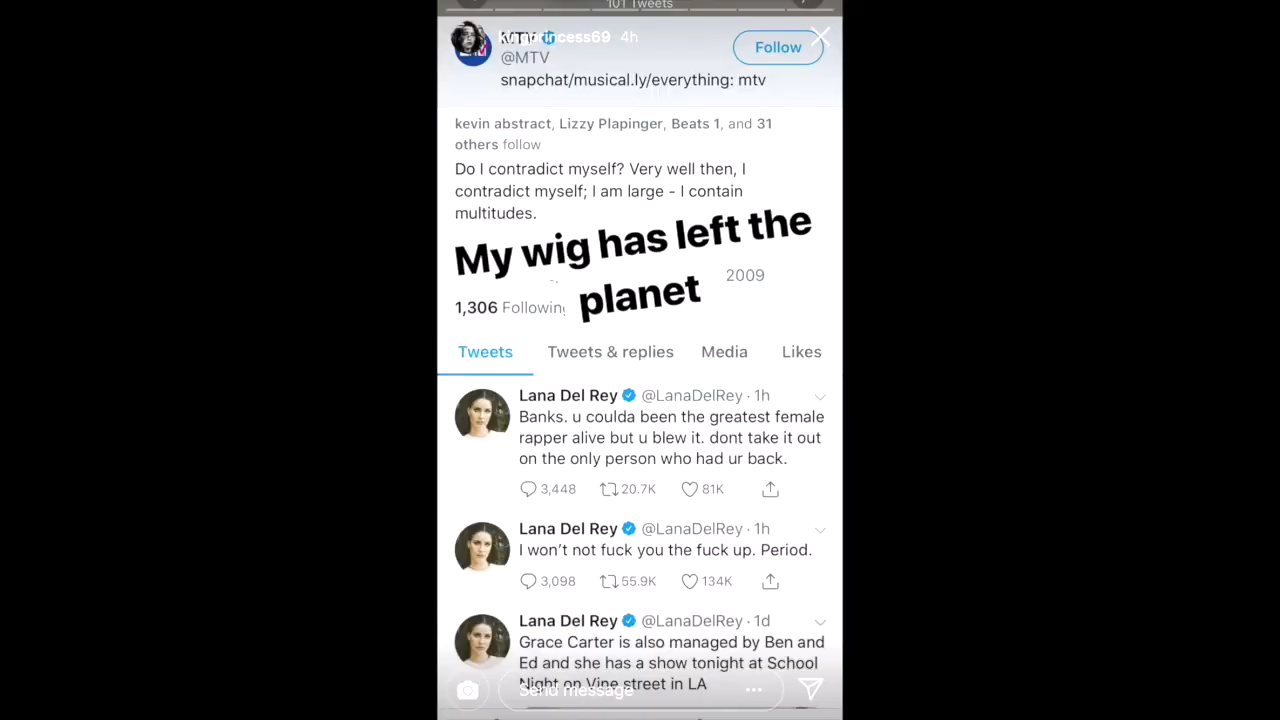 101 Tweets
kingprincess69 4h
MTV
@MTV
Follow
snapchat/musical.ly/everything: mtv
kevin abstract, Lizzy Plapinger, Beats 1, and 31
others follow
Do I contradict myself? Very well then, I
contradict myself; I am large - I contain
multitudes.
My wig has left the
planet
2009
1,306 Following
Tweets Tweets & replies Media Likes
Lana Del Rey @LanaDelRey · 1h
Banks. u coulda been the greatest female
rapper alive but u blew it. dont take it out
on the only person who had ur back.
3,448 20.7K 81K
Lana Del Rey @LanaDelRey · 1h
I won't not fuck you the fuck up. Period.
3,098 55.9K 134K
Lana Del Rey @LanaDelRey · 1d
Grace Carter is also managed by Ben and
Ed and she has a show tonight at School
Night on Vine street in LA
Send message